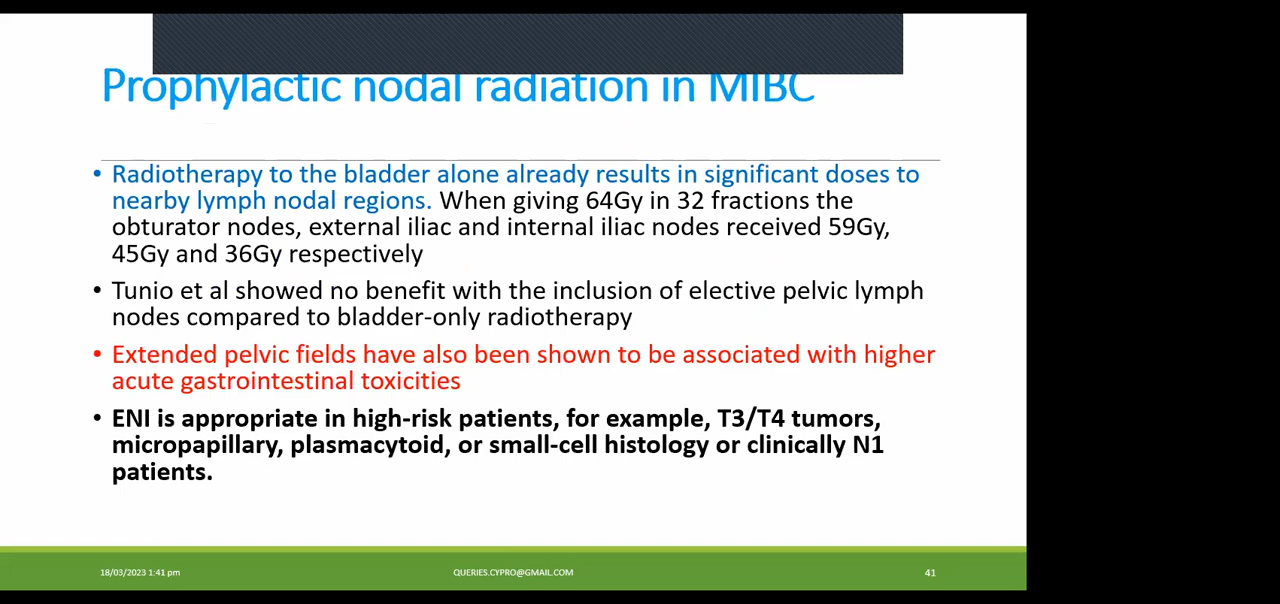 Prophylactic nodal radiation in MIBC
• Radiotherapy to the bladder alone already results in significant doses to
nearby lymph nodal regions. When giving 64Gy in 32 fractions the
obturator nodes, external iliac and internal iliac nodes received 59Gy,
45Gy and 36Gy respectively
• Tunio et al showed no benefit with the inclusion of elective pelvic lymph
nodes compared to bladder-only radiotherapy
• Extended pelvic fields have also been shown to be associated with higher
acute gastrointestinal toxicities
• ENI is appropriate in high-risk patients, for example, T3/T4 tumors,
micropapillary, plasmacytoid, or small-cell histology or clinically N1
patients.
18/03/2023 1:41 pm
QUERIES.CYPRO@GMAIL.COM
41